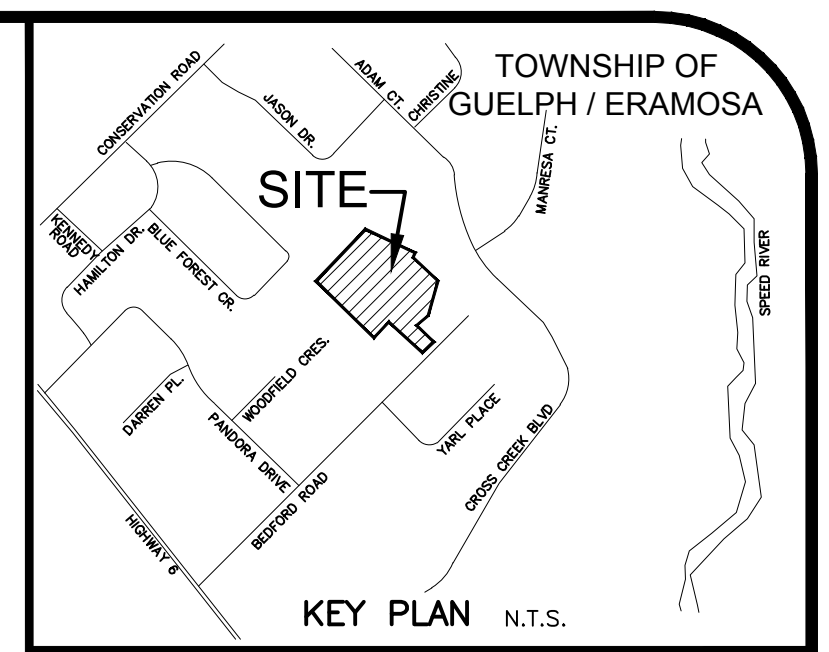 TOWNSHIP OF
GUELPH / ERAMOSA
CONSERVATION ROAD
ADAM CT.
CHRISTINE
JASON DR.
MANRESA CT.
SITE
KENNEDY
ROAD
HAMILTON DR.
BLUE FOREST CR.
SPEED RIVER
WOODFIELD CRES.
DARREN PL.
PANDORA DRIVE
YARL PLACE
CROSS CREEK BLVD
BEDFORD ROAD
HIGHWAY 6
KEY PLAN N.T.S.